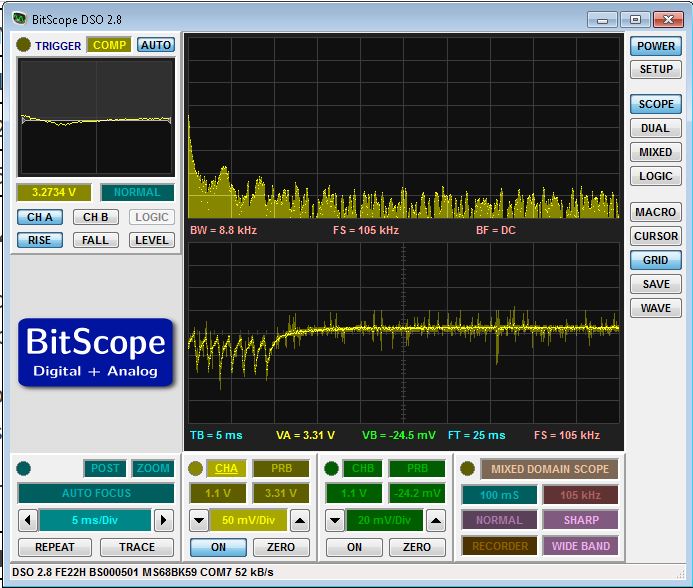 BitScope DSO 2.8
TRIGGER COMP AUTO
3.2734 V NORMAL
CH A CH B LOGIC
RISE FALL LEVEL
BitScope
Digital + Analog
BW = 8.8 kHz FS = 105 kHz BF = DC
TB = 5 ms VA = 3.31 V VB = -24.5 mV FT = 25 ms FS = 105 kHz
POWER
SETUP
SCOPE
DUAL
MIXED
LOGIC
MACRO
CURSOR
GRID
SAVE
WAVE
POST ZOOM
AUTO FOCUS
5 ms/Div
REPEAT TRACE
CHA PRB
1.1 V 3.31 V
50 mV/Div
ON ZERO
CHB PRB
1.1 V -24.2 mV
20 mV/Div
ON ZERO
MIXED DOMAIN SCOPE
100 mS 105 kHz
NORMAL SHARP
RECORDER WIDE BAND
DSO 2.8 FE22H BS000501 MS68BK59 COM7 52 kB/s